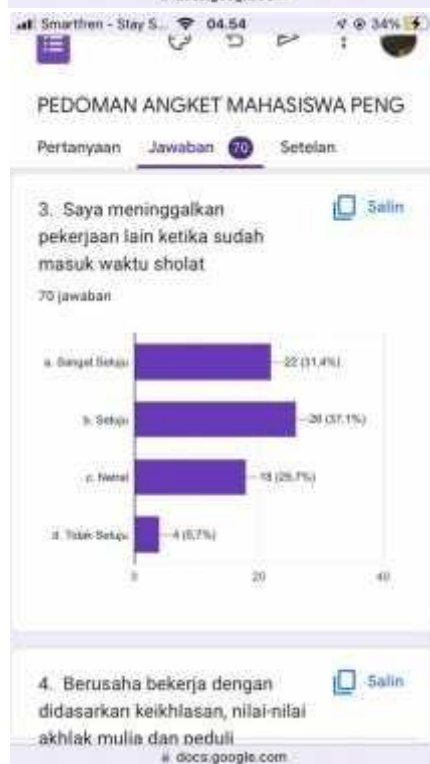 Smartfren - Stay S... 04.54 34%
PEDOMAN ANGKET MAHASISWA PENG
Pertanyaan Jawaban 70 Setelan
3. Saya meninggalkan
pekerjaan lain ketika sudah
masuk waktu sholat
Salin
70 jawaban
a. Sangat Setuju 22 (31,4%)
b. Setuju 26 (37,1%)
c. Netral 18 (25,7%)
d. Tidak Setuju 4 (5,7%)
0 20 40
4. Berusaha bekerja dengan
didasarkan keikhlasan, nilai-nilai
akhlak mulia dan peduli
Salin
docs.google.com